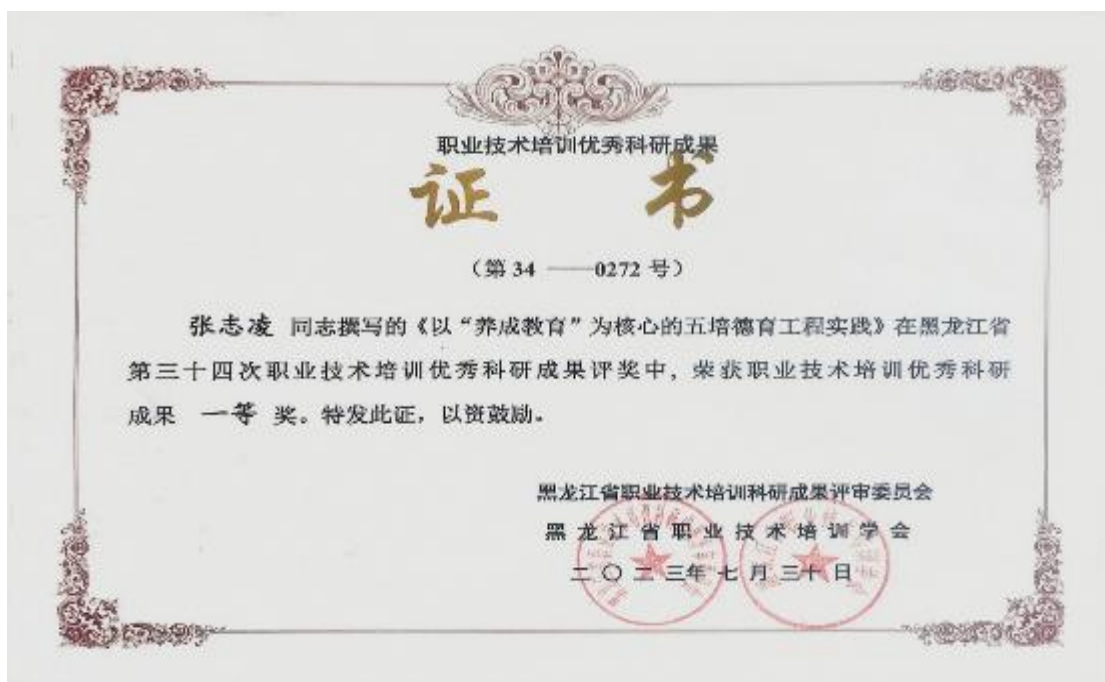 职业技术培训优秀科研成果
证 书
（第 34 ——0272 号）
张志凌 同志撰写的《以“养成教育”为核心的五培德育工程实践》在黑龙江省
第三十四次职业技术培训优秀科研成果评奖中，荣获职业技术培训优秀科研
成果 一等 奖。特发此证，以资鼓励。
黑龙江省职业技术培训科研成果评审委员会
黑龙江省职业技术培训学会
二〇二三年七月三十日